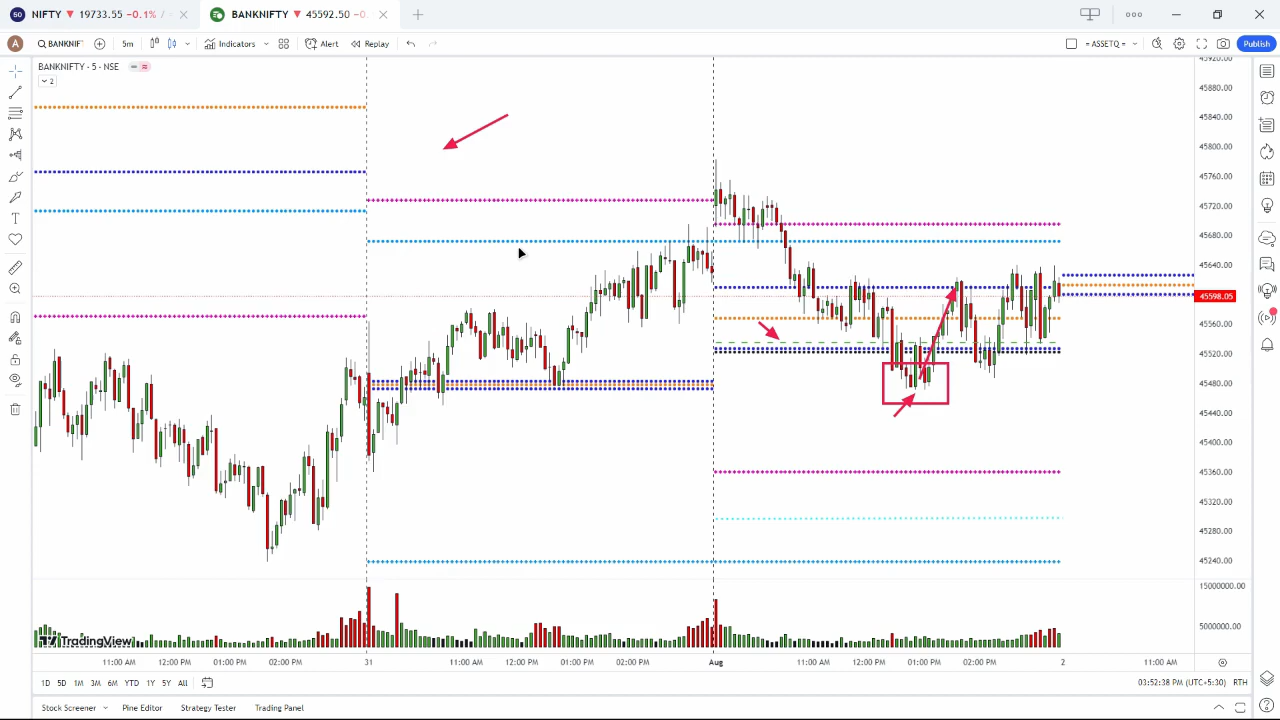 NIFTY ▼ 19733.55 −0.1% /
BANKNIFTY ▼ 45592.50 −0.
A
BANKNIF
5m
Indicators
Alert
Replay
= ASSETQ =
Publish
BANKNIFTY · 5 · NSE
2
45920.00
45880.00
45840.00
45800.00
45760.00
45720.00
45680.00
45640.00
45598.05
45560.00
45520.00
45480.00
45440.00
45400.00
45360.00
45320.00
45280.00
45240.00
15000000.00
5000000.00
TradingView
11:00 AM 12:00 PM 01:00 PM 02:00 PM 31 11:00 AM 12:00 PM 01:00 PM 02:00 PM Aug 11:00 AM 12:00 PM 01:00 PM 02:00 PM 2 11:00 AM
1D 5D 1M 3M 6M YTD 1Y 5Y All
03:52:38 PM (UTC+5:30) RTH
Stock Screener Pine Editor Strategy Tester Trading Panel